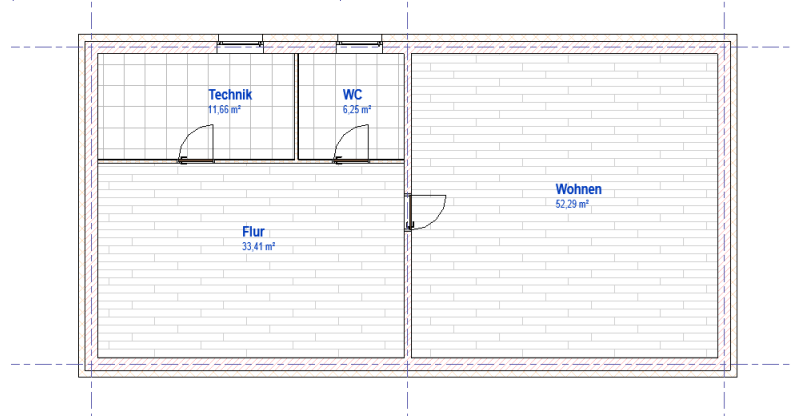 Technik
11,66 m²
WC
6,25 m²
Wohnen
52,29 m²
Flur
33,41 m²